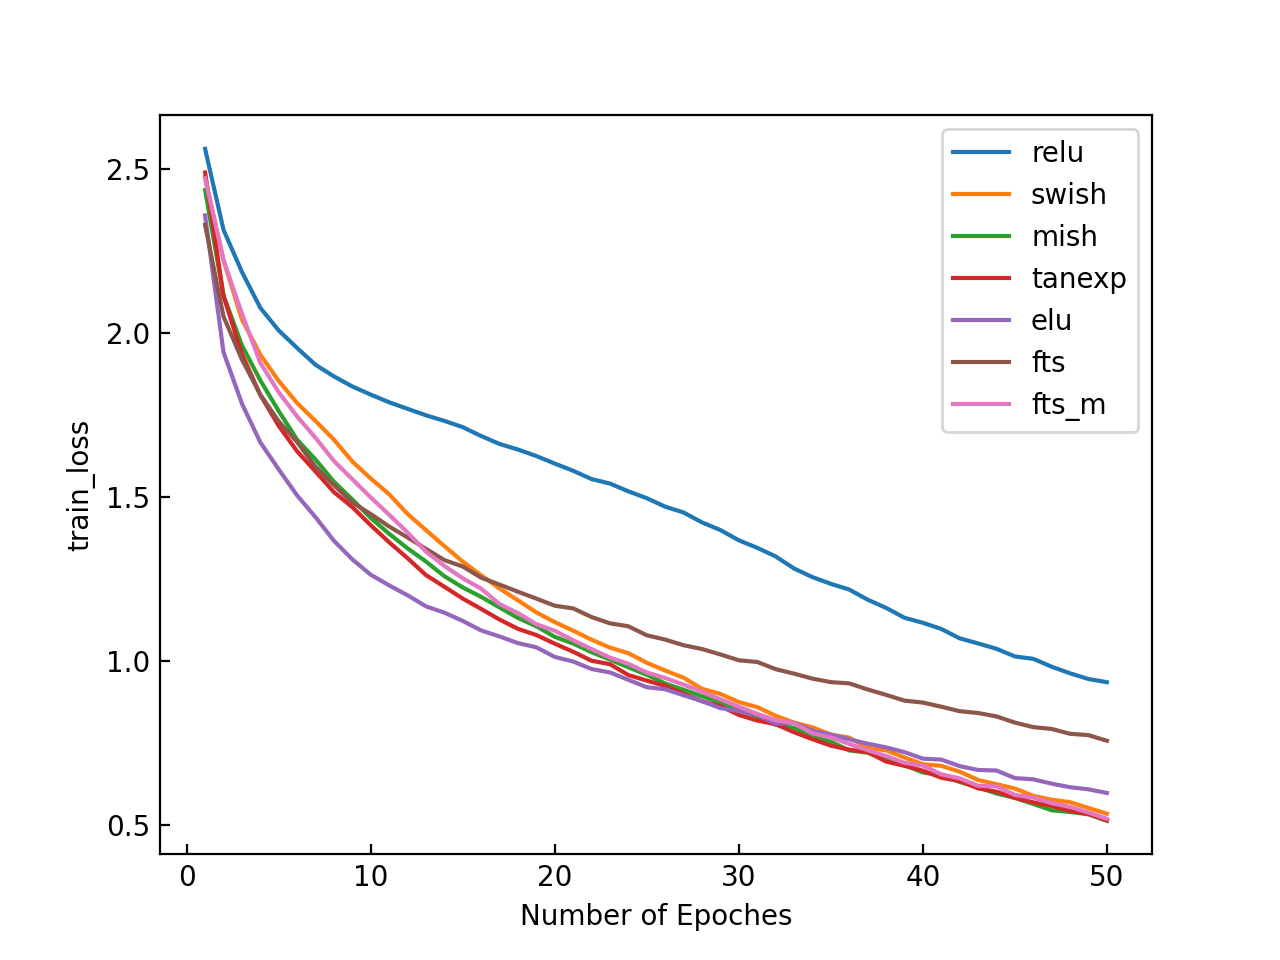 relu
swish
mish
tanexp
elu
fts
fts_m
train_loss
2.5
2.0
1.5
1.0
0.5
0 10 20 30 40 50
Number of Epoches